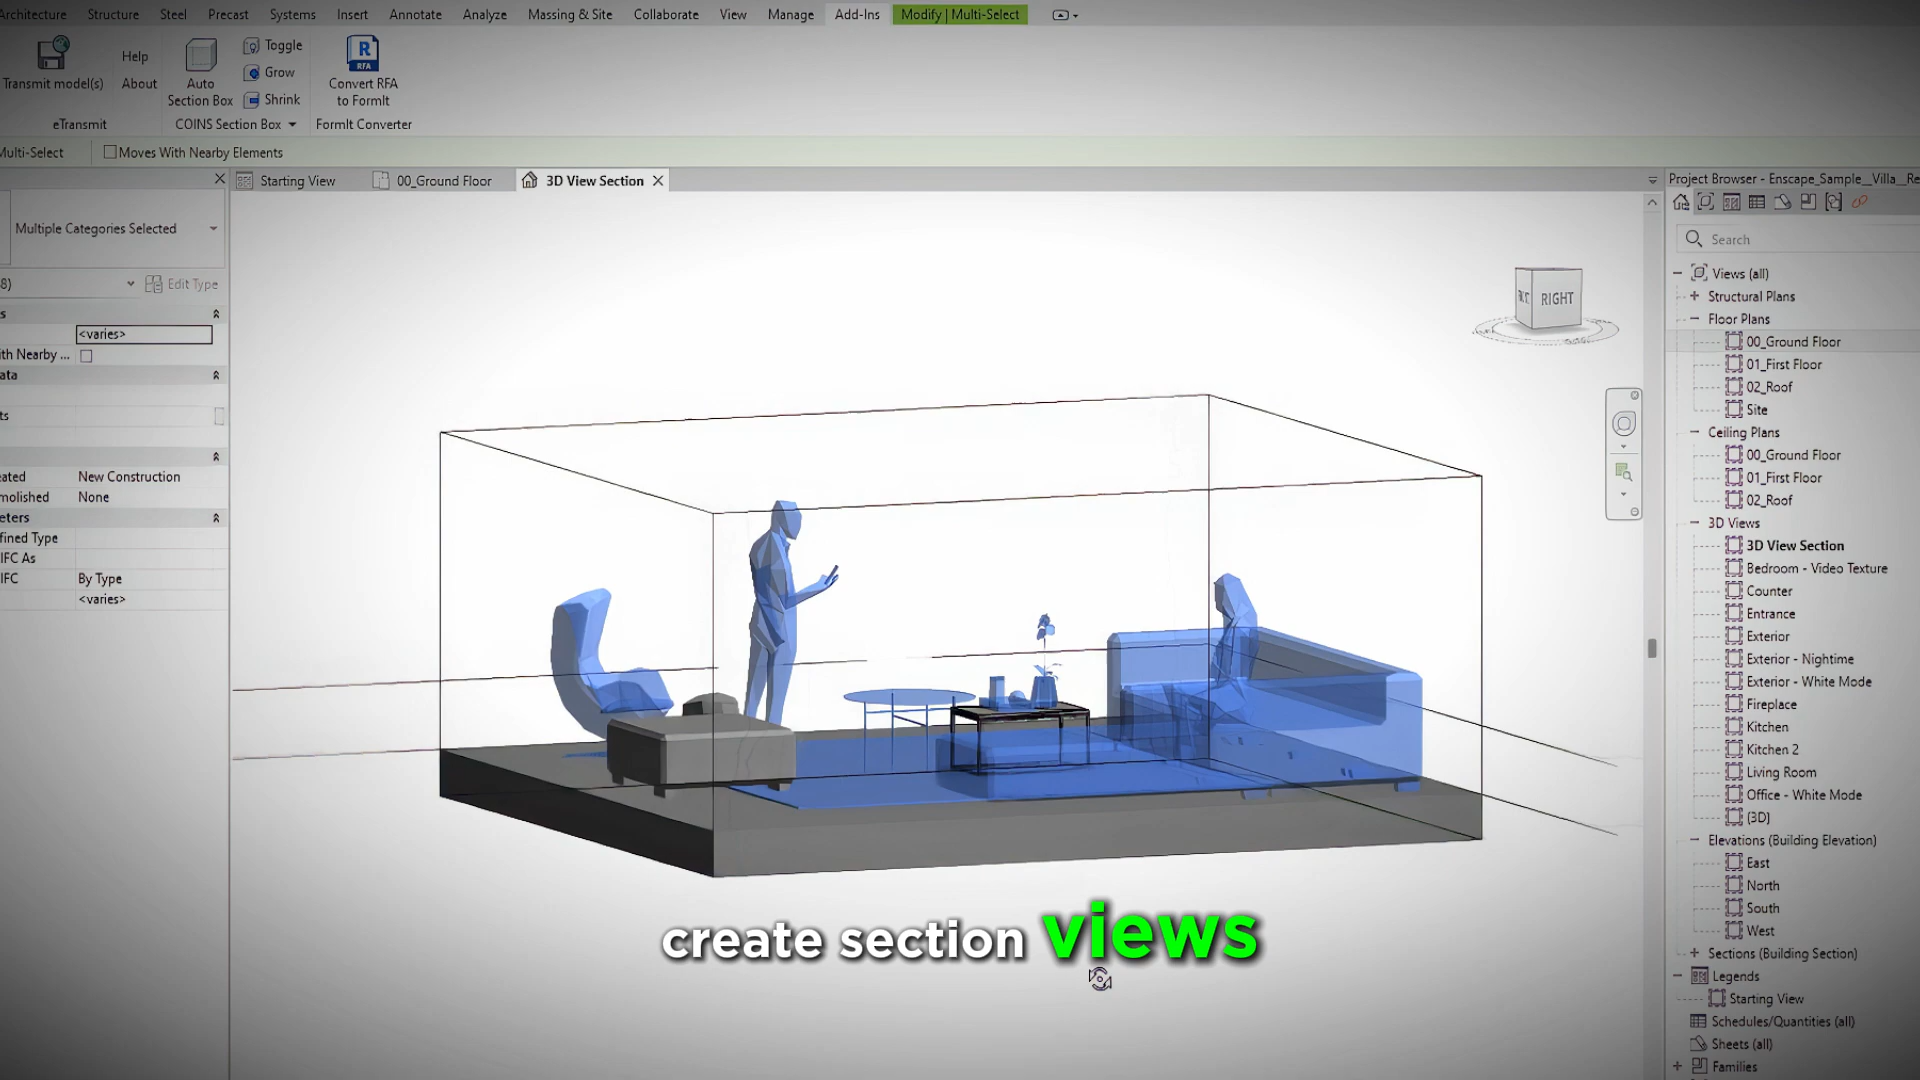 Architecture Structure Steel Precast Systems Insert Annotate Analyze Massing & Site Collaborate View Manage Add-Ins Modify | Multi-Select
Transmit model(s)
Help
About
eTransmit
Auto
Section Box
Toggle
Grow
Shrink
COINS Section Box
R
RFA
Convert RFA
to FormIt
FormIt Converter
Multi-Select
Moves With Nearby Elements
Starting View
00_Ground Floor
3D View Section
Multiple Categories Selected
8)
Edit Type
s
<varies>
ith Nearby ...
ata
ts
eated New Construction
molished None
eters
fined Type
IFC As
IFC By Type
<varies>
RIGHT
create section views
Project Browser - Enscape_Sample_Villa_Re
Search
Views (all)
Structural Plans
Floor Plans
00_Ground Floor
01_First Floor
02_Roof
Site
Ceiling Plans
00_Ground Floor
01_First Floor
02_Roof
3D Views
3D View Section
Bedroom - Video Texture
Counter
Entrance
Exterior
Exterior - Nightime
Exterior - White Mode
Fireplace
Kitchen
Kitchen 2
Living Room
Office - White Mode
{3D}
Elevations (Building Elevation)
East
North
South
West
Sections (Building Section)
Legends
Starting View
Schedules/Quantities (all)
Sheets (all)
Families